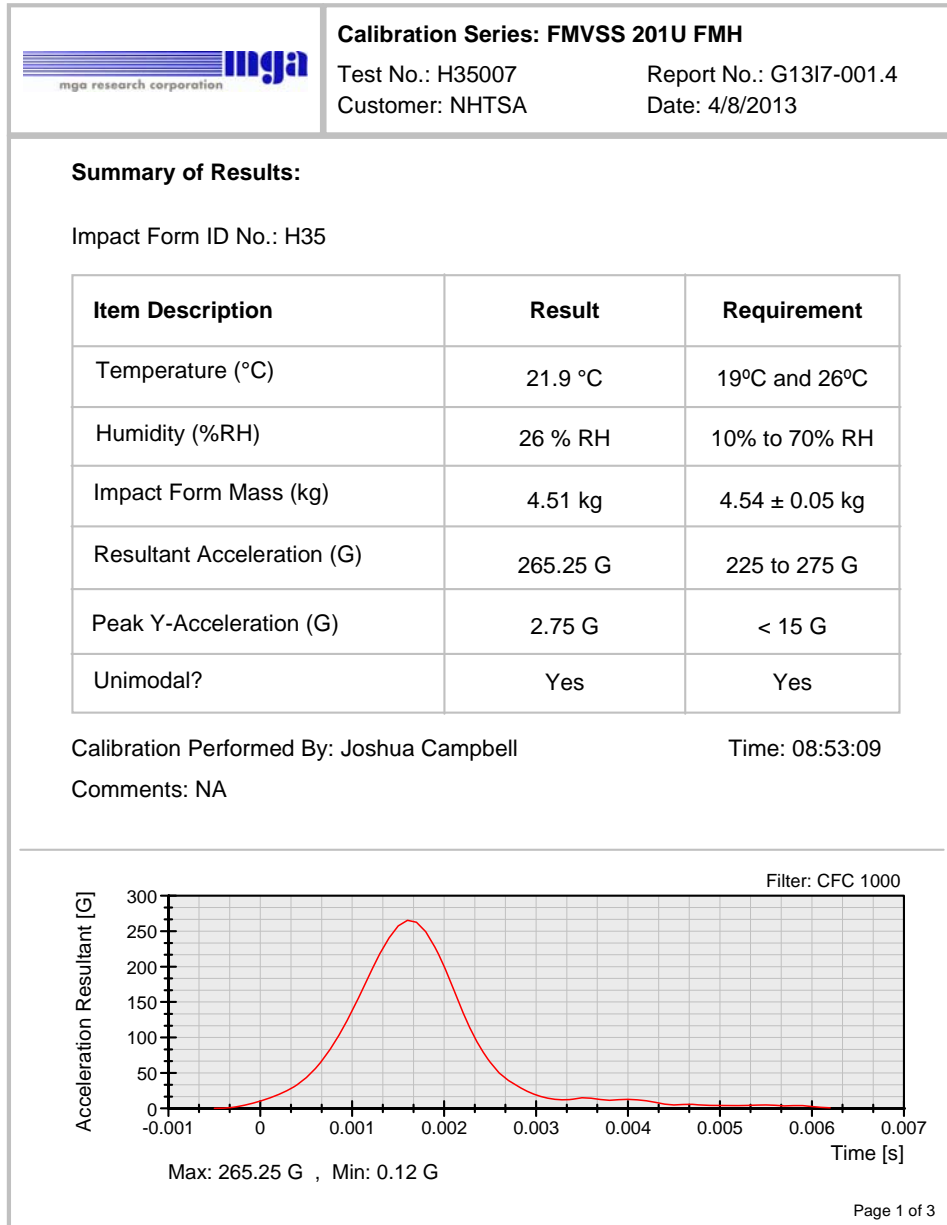 mga
mga research corporation
Calibration Series: FMVSS 201U FMH
Test No.: H35007 Report No.: G13I7-001.4
Customer: NHTSA Date: 4/8/2013
Summary of Results:
Impact Form ID No.: H35
Item Description Result Requirement
Temperature (°C) 21.9 °C 19ºC and 26ºC
Humidity (%RH) 26 % RH 10% to 70% RH
Impact Form Mass (kg) 4.51 kg 4.54 ± 0.05 kg
Resultant Acceleration (G) 265.25 G 225 to 275 G
Peak Y-Acceleration (G) 2.75 G < 15 G
Unimodal? Yes Yes
Calibration Performed By: Joshua Campbell Time: 08:53:09
Comments: NA
Filter: CFC 1000
Acceleration Resultant [G]
300
250
200
150
100
50
0
-0.001 0 0.001 0.002 0.003 0.004 0.005 0.006 0.007
Time [s]
Max: 265.25 G , Min: 0.12 G
Page 1 of 3